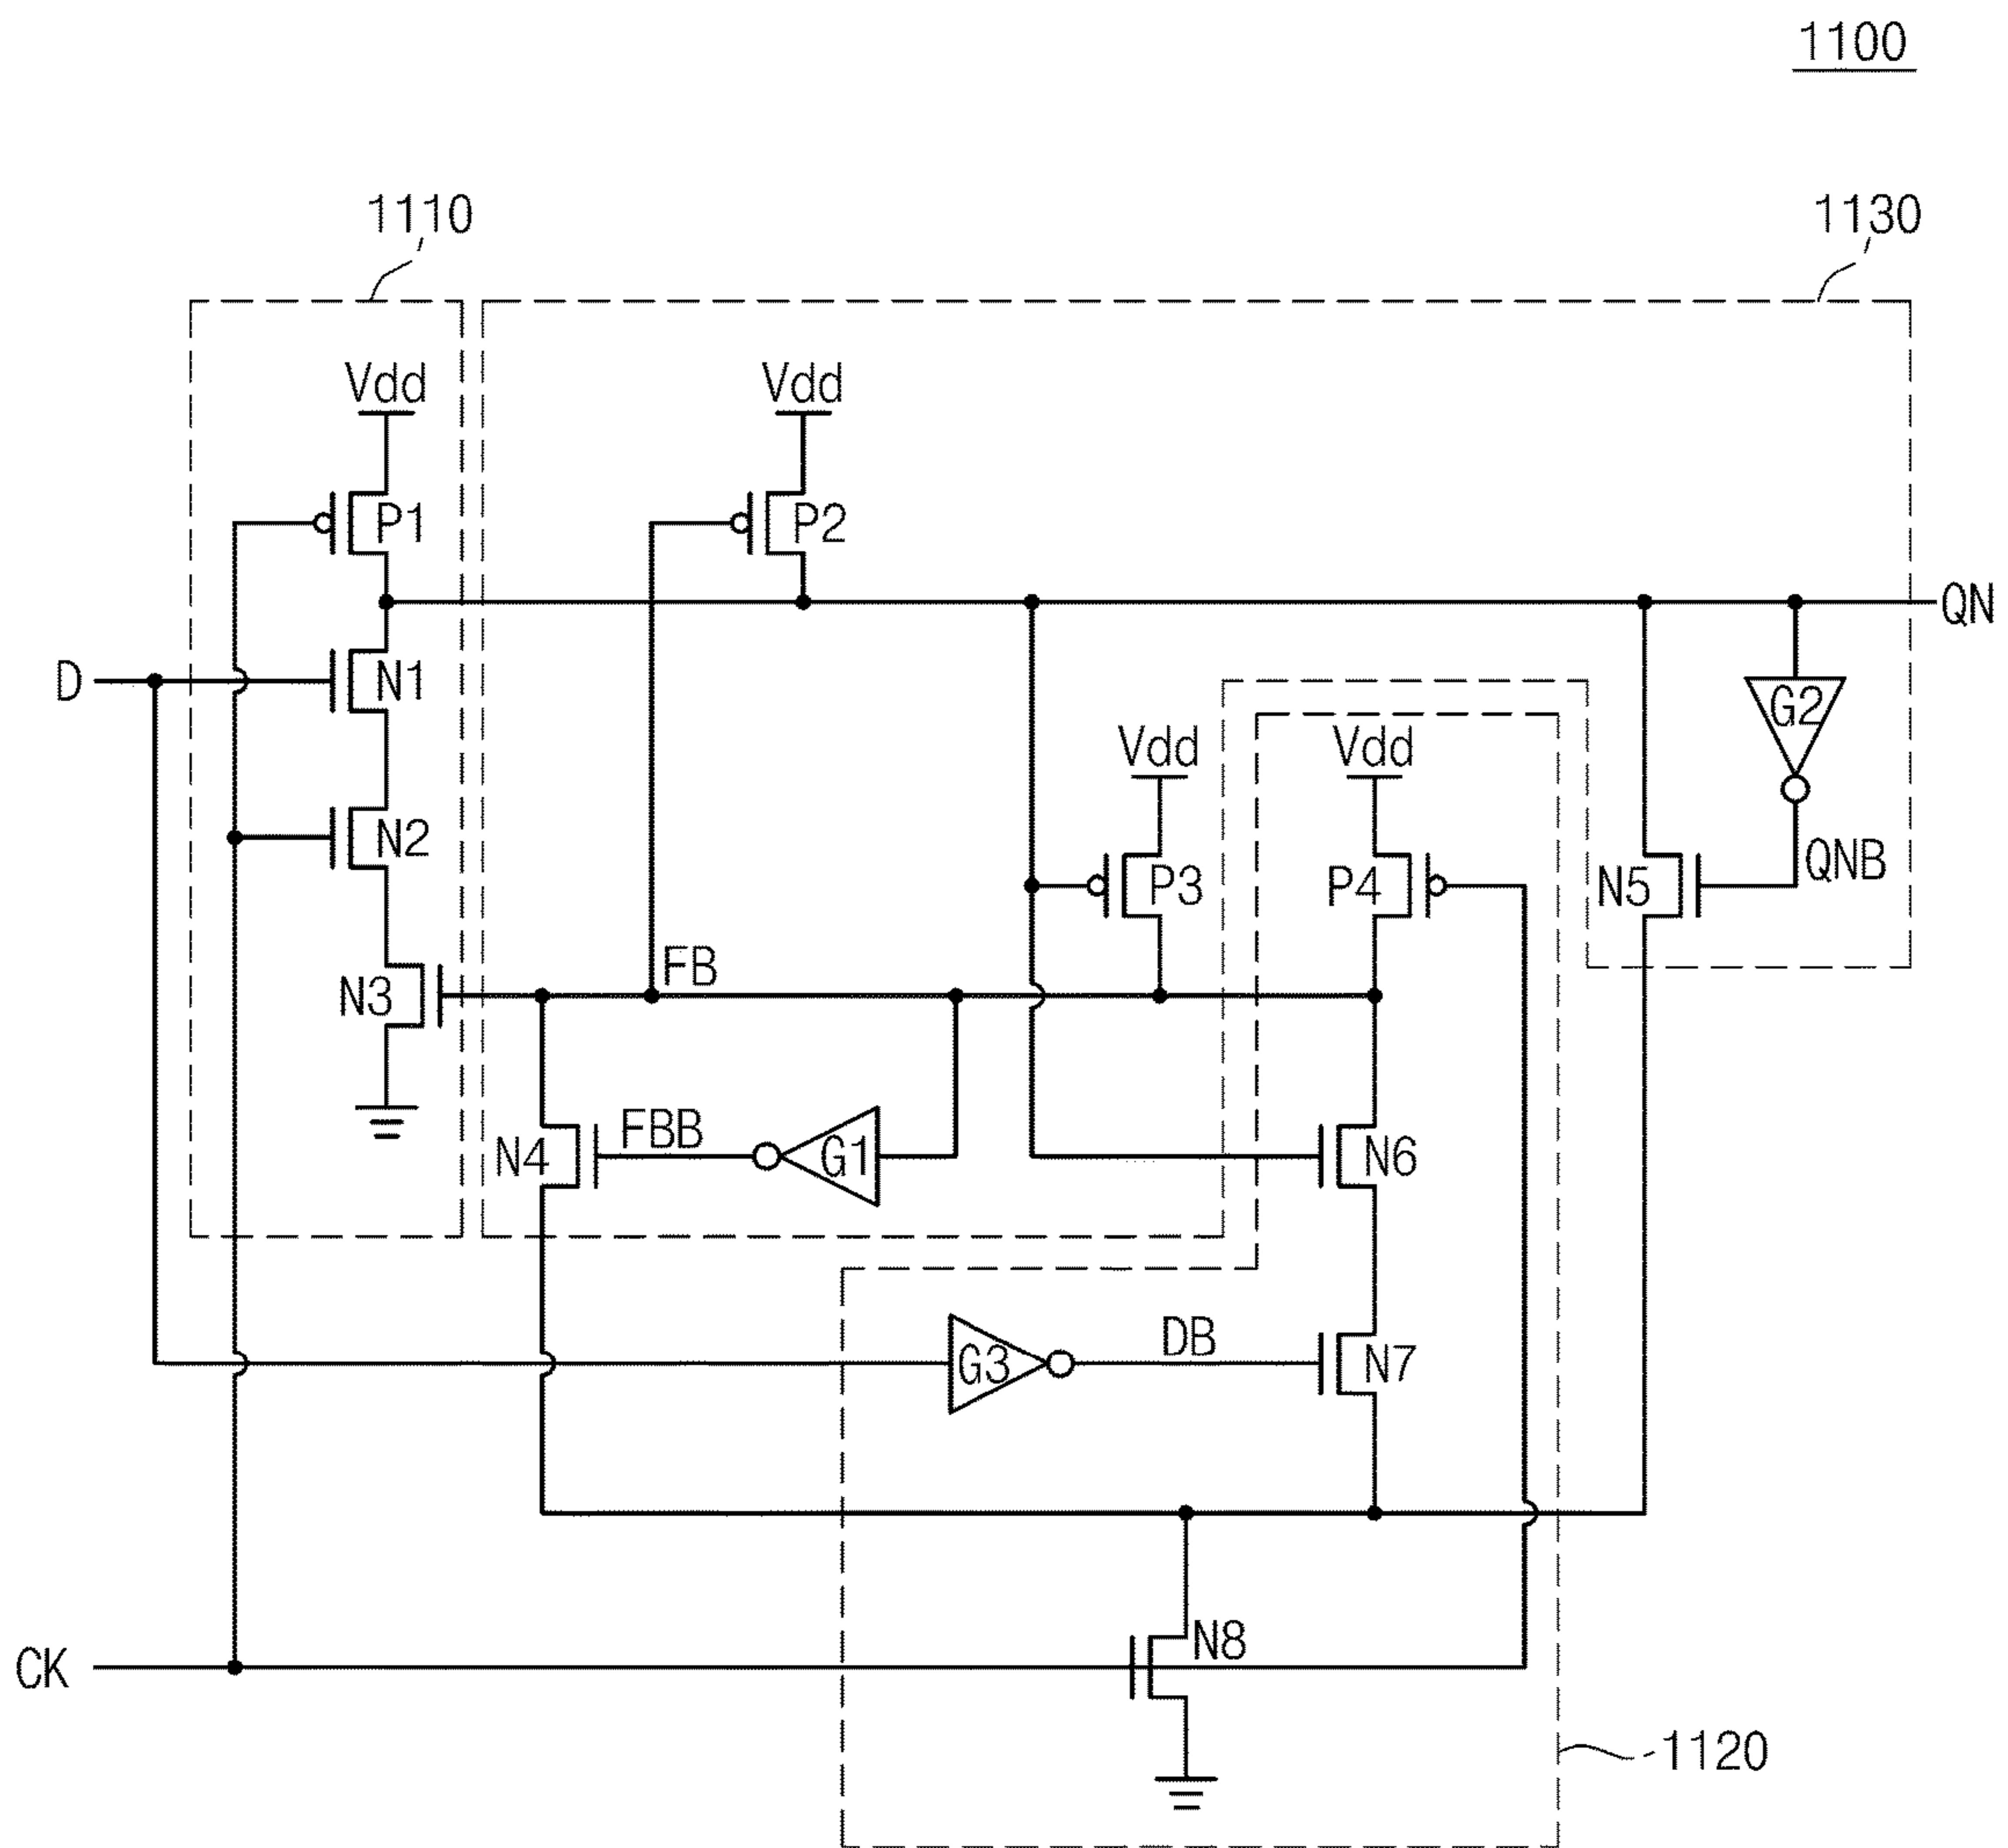 1100
1110
1130
Vdd
Vdd
P1
P2
QN
D
N1
G2
Vdd
Vdd
N2
QNB
P3
P4
N5
FB
N3
FBB
N4
G1
N6
DB
G3
N7
N8
CK
1120